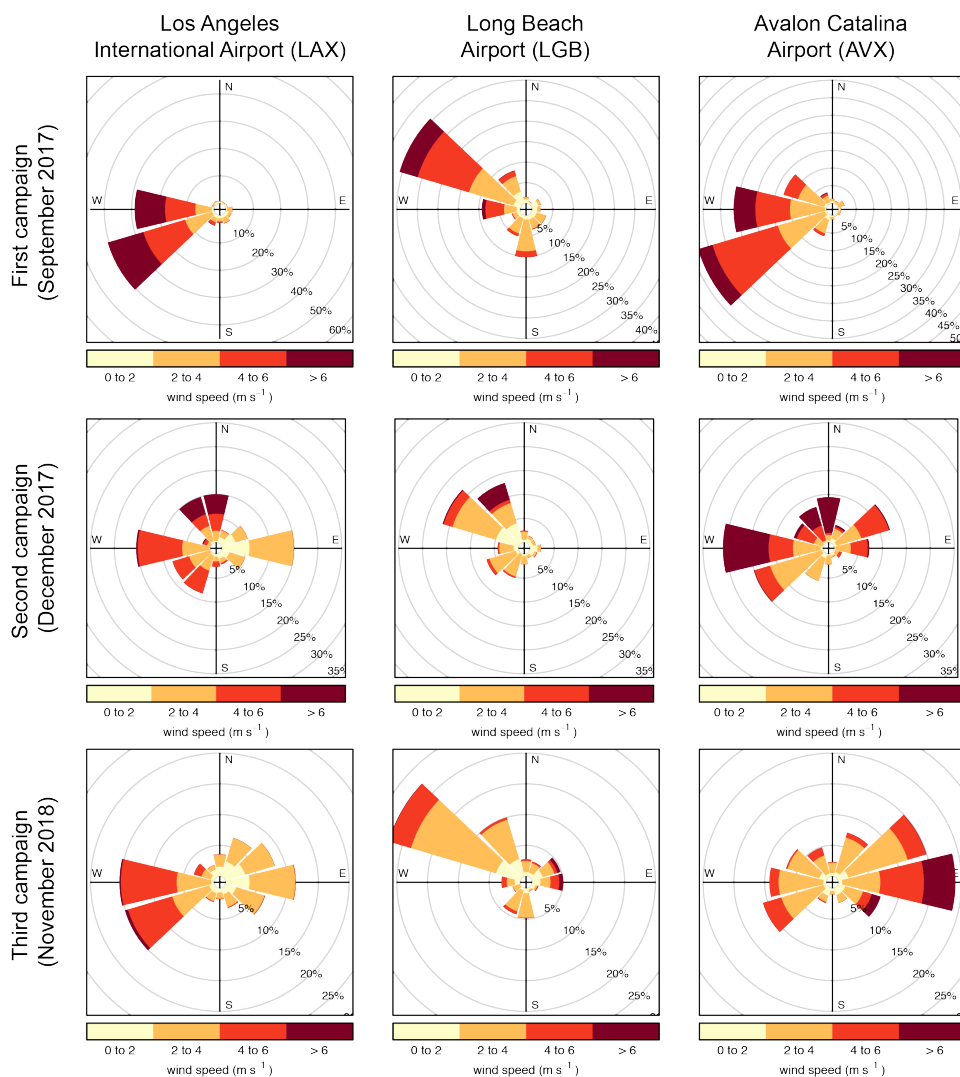 Los Angeles
International Airport (LAX)
Long Beach
Airport (LGB)
Avalon Catalina
Airport (AVX)
First campaign
(September 2017)
N
W E
S
10%
20%
30%
40%
50%
60%
0 to 2 2 to 4 4 to 6 > 6
wind speed (m s⁻¹)
N
W E
S
5%
10%
15%
20%
25%
30%
35%
40%
0 to 2 2 to 4 4 to 6 > 6
wind speed (m s⁻¹)
N
W E
S
5%
10%
15%
20%
25%
30%
35%
40%
45%
0 to 2 2 to 4 4 to 6 > 6
wind speed (m s⁻¹)
Second campaign
(December 2017)
N
W E
S
5%
10%
15%
20%
25%
30%
35%
0 to 2 2 to 4 4 to 6 > 6
wind speed (m s⁻¹)
N
W E
S
5%
10%
15%
20%
25%
30%
35%
0 to 2 2 to 4 4 to 6 > 6
wind speed (m s⁻¹)
N
W E
S
5%
10%
15%
20%
25%
30%
35%
0 to 2 2 to 4 4 to 6 > 6
wind speed (m s⁻¹)
Third campaign
(November 2018)
N
W E
S
5%
10%
15%
20%
25%
0 to 2 2 to 4 4 to 6 > 6
wind speed (m s⁻¹)
N
W E
S
5%
10%
15%
20%
25%
0 to 2 2 to 4 4 to 6 > 6
wind speed (m s⁻¹)
N
W E
S
5%
10%
15%
20%
25%
0 to 2 2 to 4 4 to 6 > 6
wind speed (m s⁻¹)